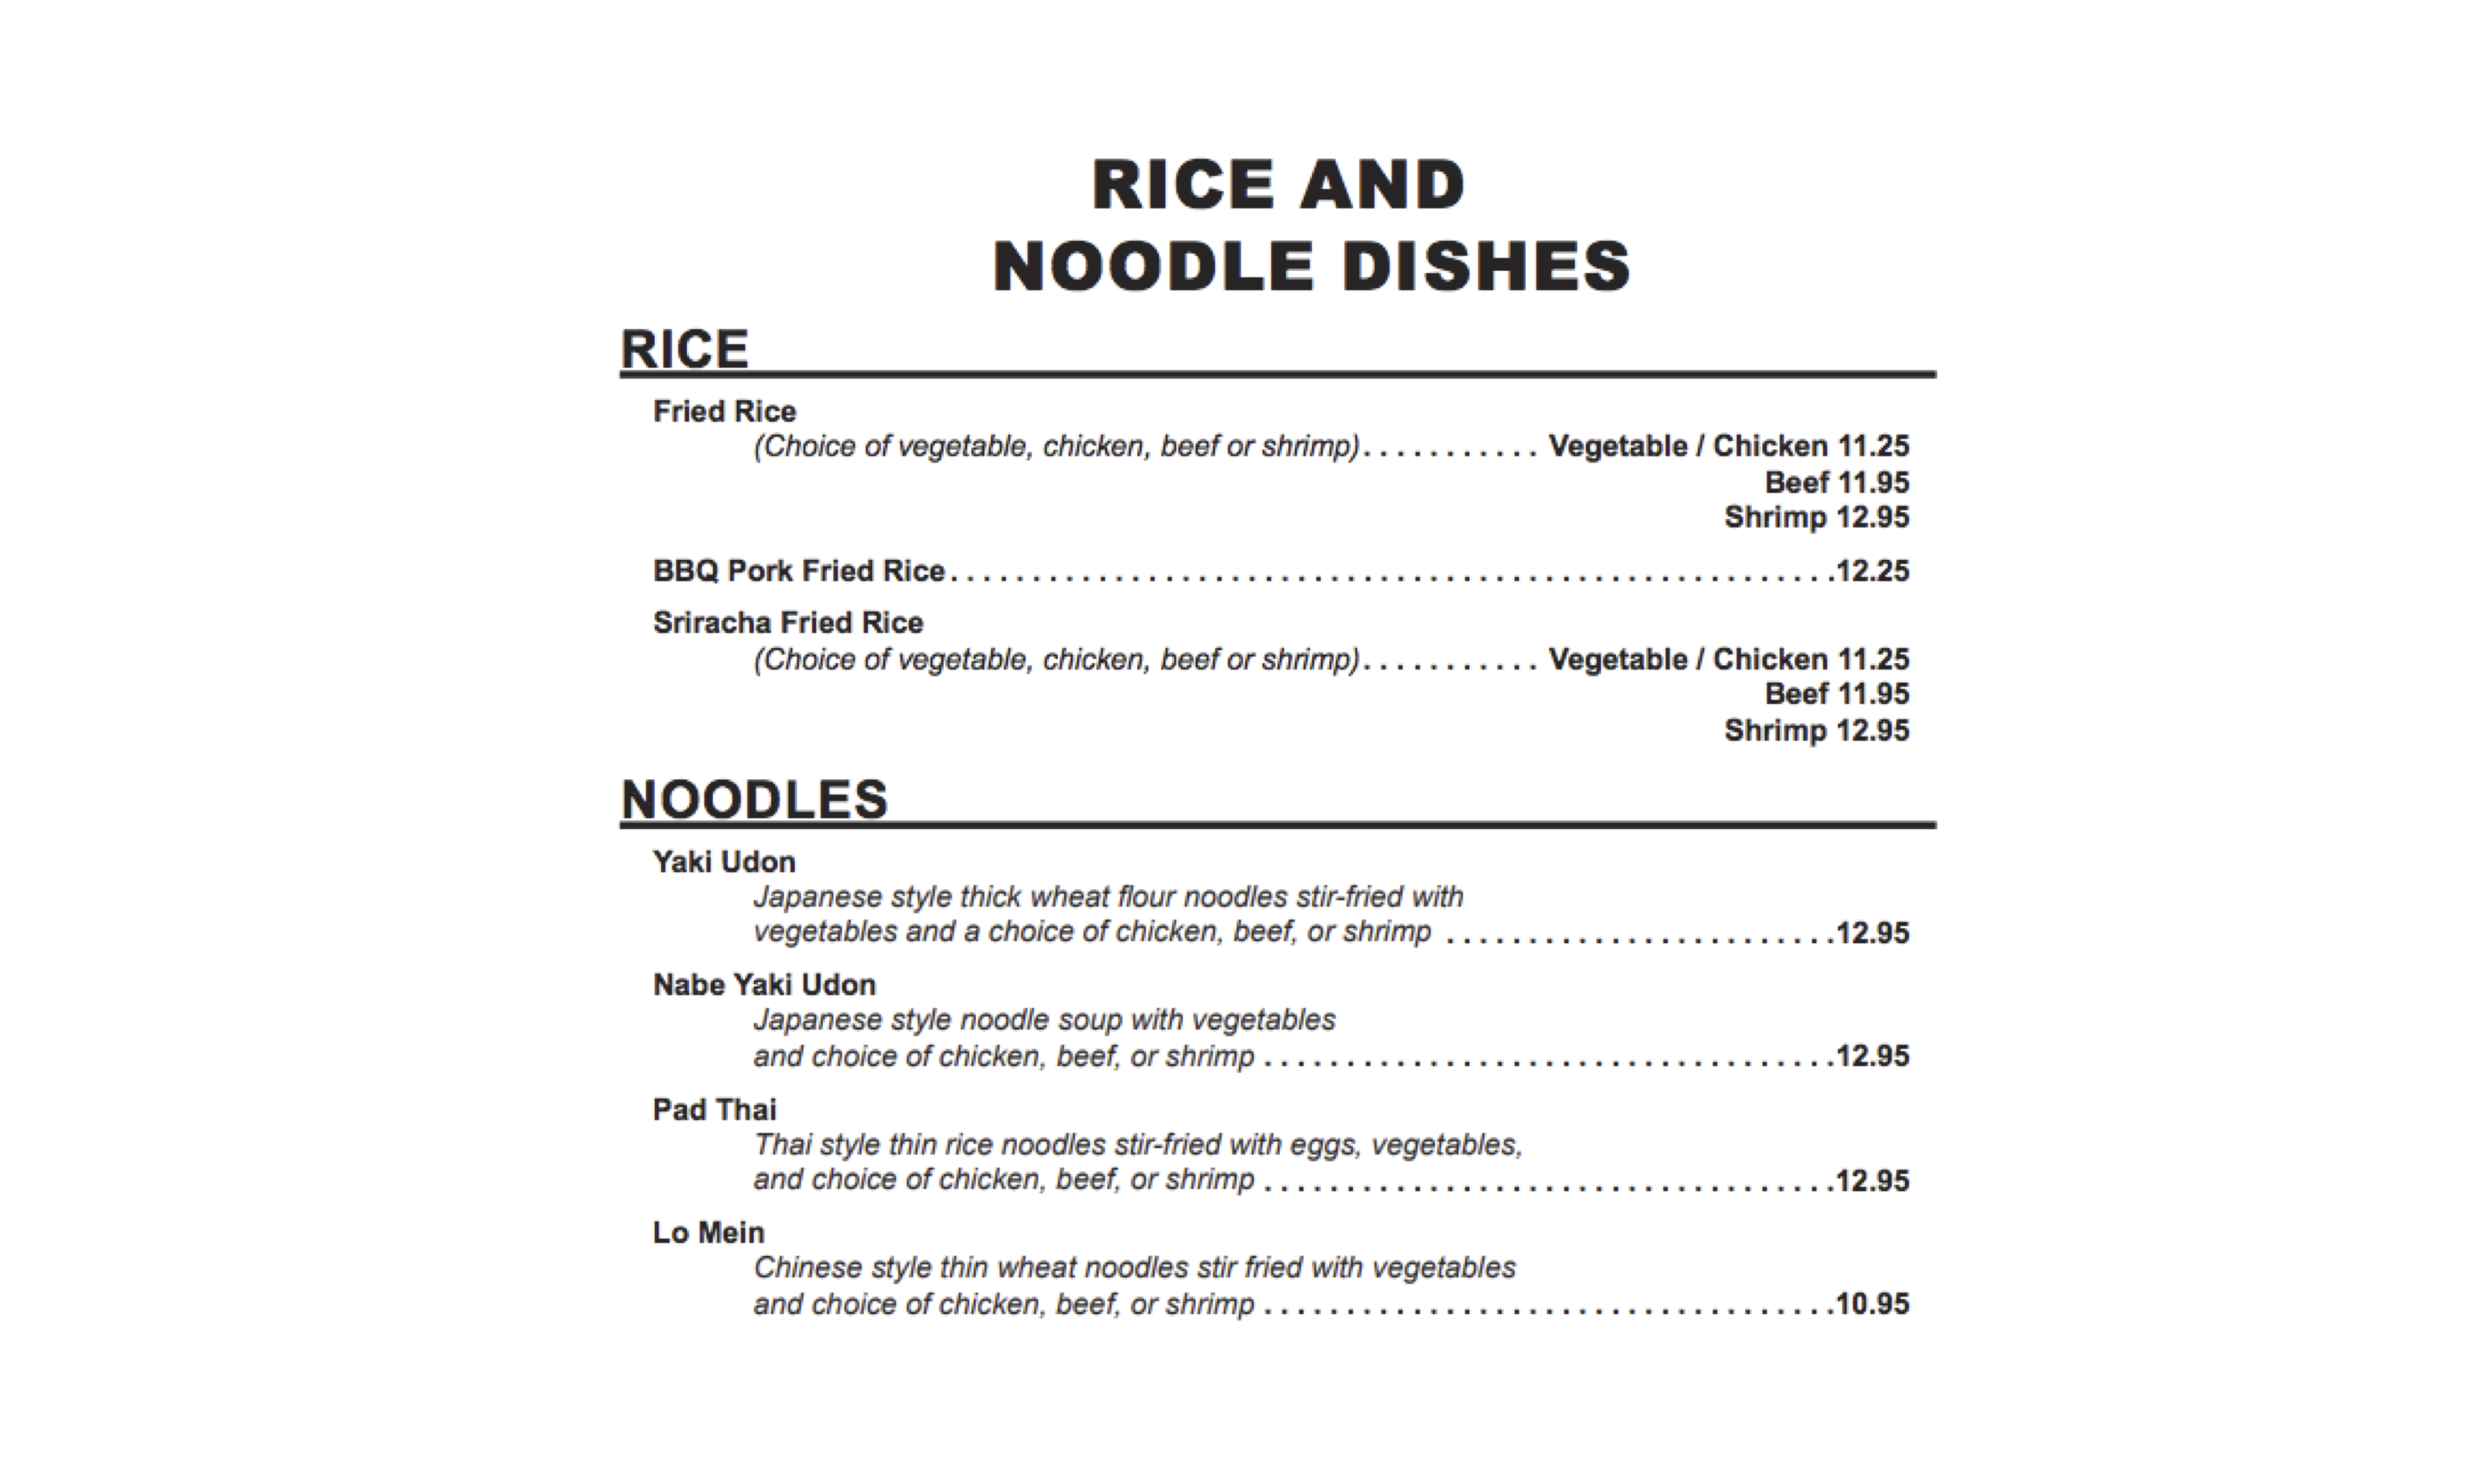 RICE AND
NOODLE DISHES
RICE
Fried Rice
(Choice of vegetable, chicken, beef or shrimp). . . . . . . . . . . Vegetable / Chicken 11.25
Beef 11.95
Shrimp 12.95
BBQ Pork Fried Rice. . . . . . . . . . . . . . . . . . . . . . . . . . . . . . . . . . . . . . . . . . . . . . . . . . . . . .12.25
Sriracha Fried Rice
(Choice of vegetable, chicken, beef or shrimp). . . . . . . . . . . Vegetable / Chicken 11.25
Beef 11.95
Shrimp 12.95
NOODLES
Yaki Udon
Japanese style thick wheat flour noodles stir-fried with
vegetables and a choice of chicken, beef, or shrimp . . . . . . . . . . . . . . . . . . . . . . . .12.95
Nabe Yaki Udon
Japanese style noodle soup with vegetables
and choice of chicken, beef, or shrimp . . . . . . . . . . . . . . . . . . . . . . . . . . . . . . . . . . .12.95
Pad Thai
Thai style thin rice noodles stir-fried with eggs, vegetables,
and choice of chicken, beef, or shrimp . . . . . . . . . . . . . . . . . . . . . . . . . . . . . . . . . . .12.95
Lo Mein
Chinese style thin wheat noodles stir fried with vegetables
and choice of chicken, beef, or shrimp . . . . . . . . . . . . . . . . . . . . . . . . . . . . . . . . . . .10.95